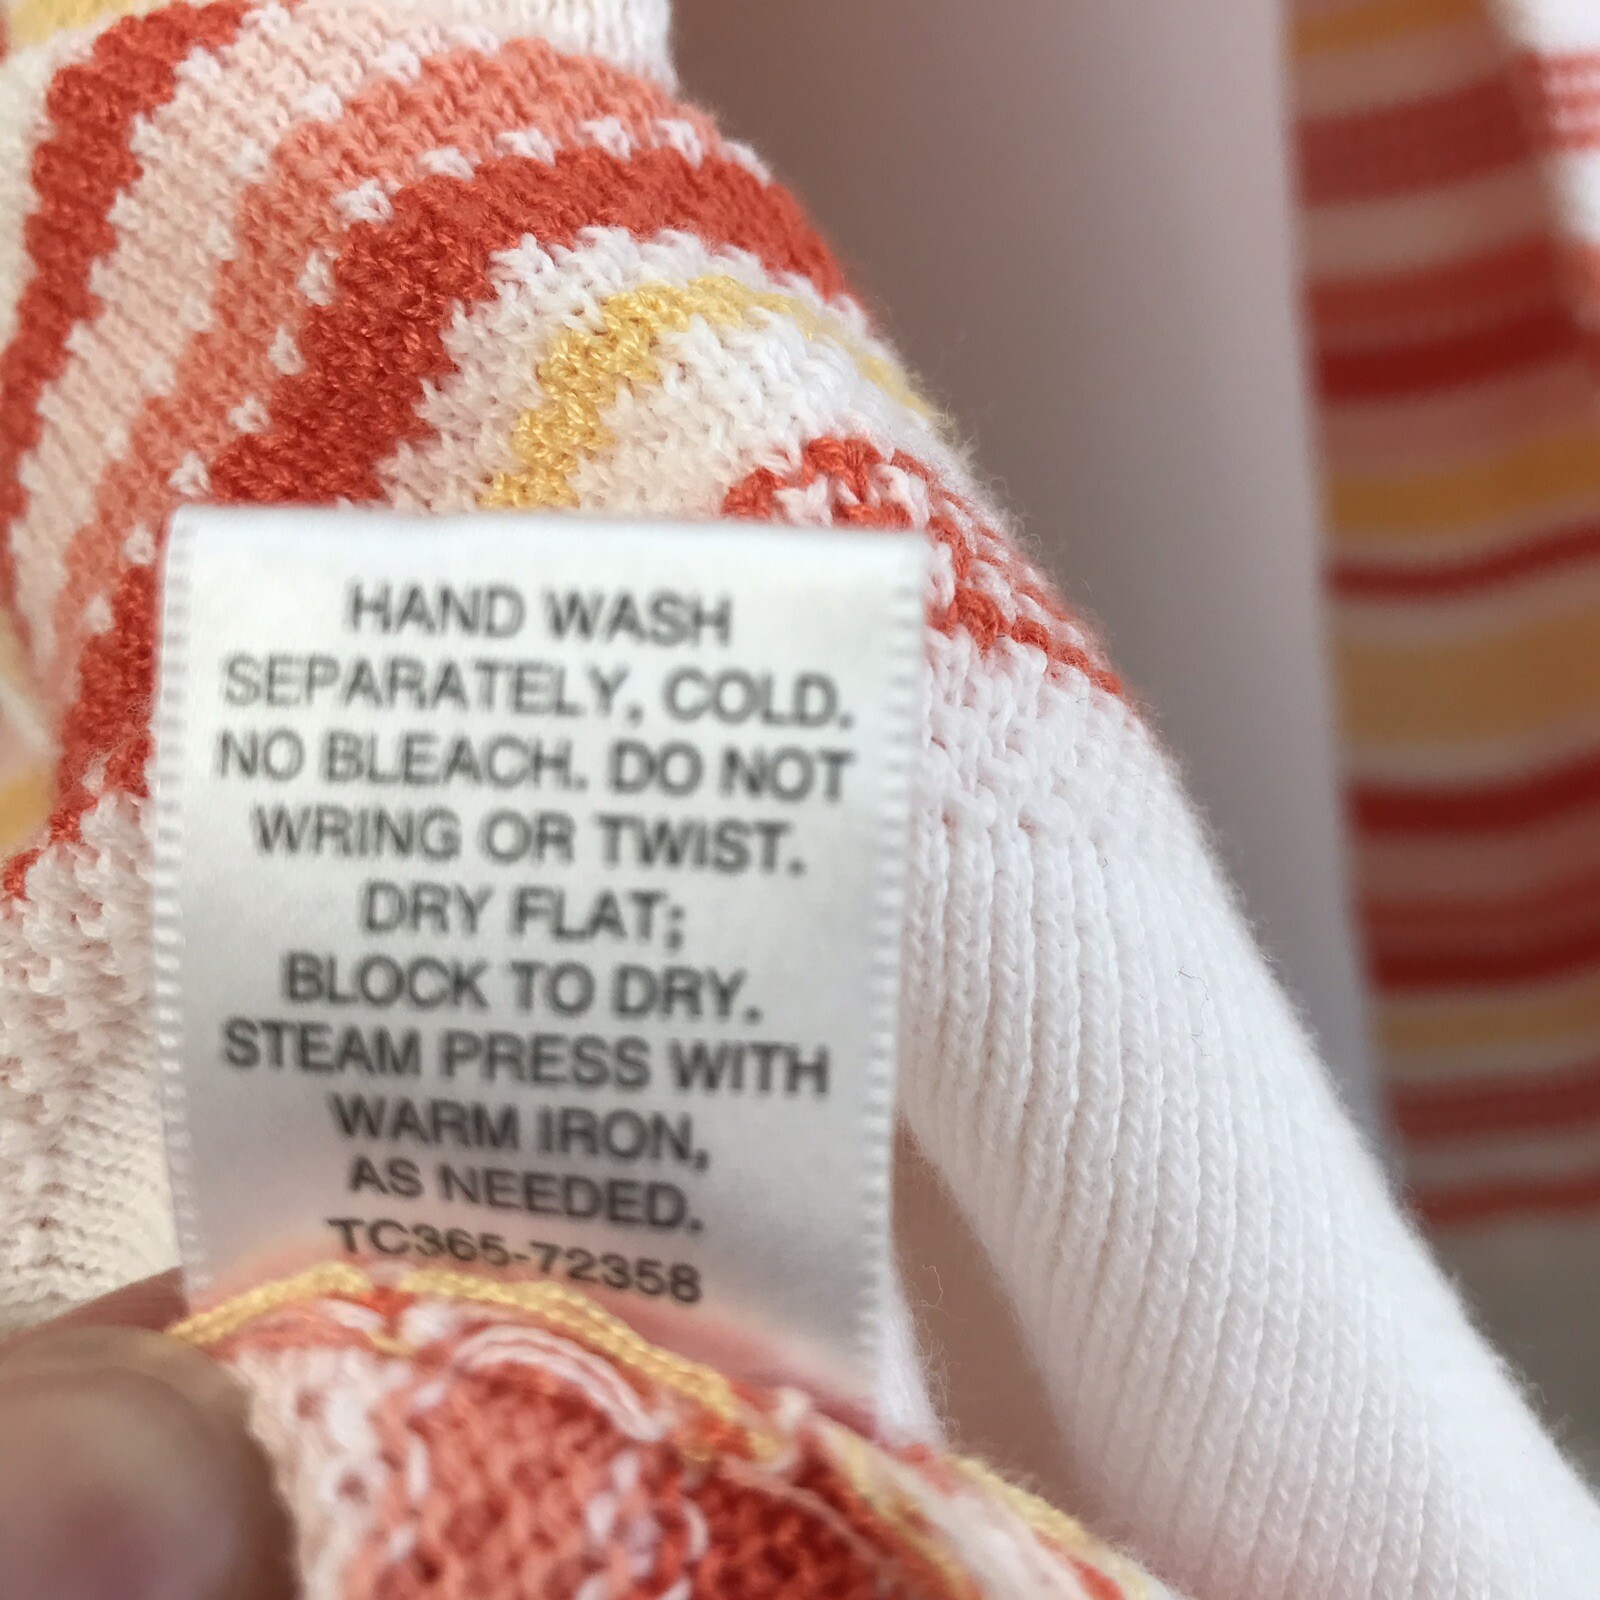 HAND WASH
SEPARATELY, COLD.
NO BLEACH. DO NOT
WRING OR TWIST.
DRY FLAT;
BLOCK TO DRY.
STEAM PRESS WITH
WARM IRON,
AS NEEDED.
TC365-72358